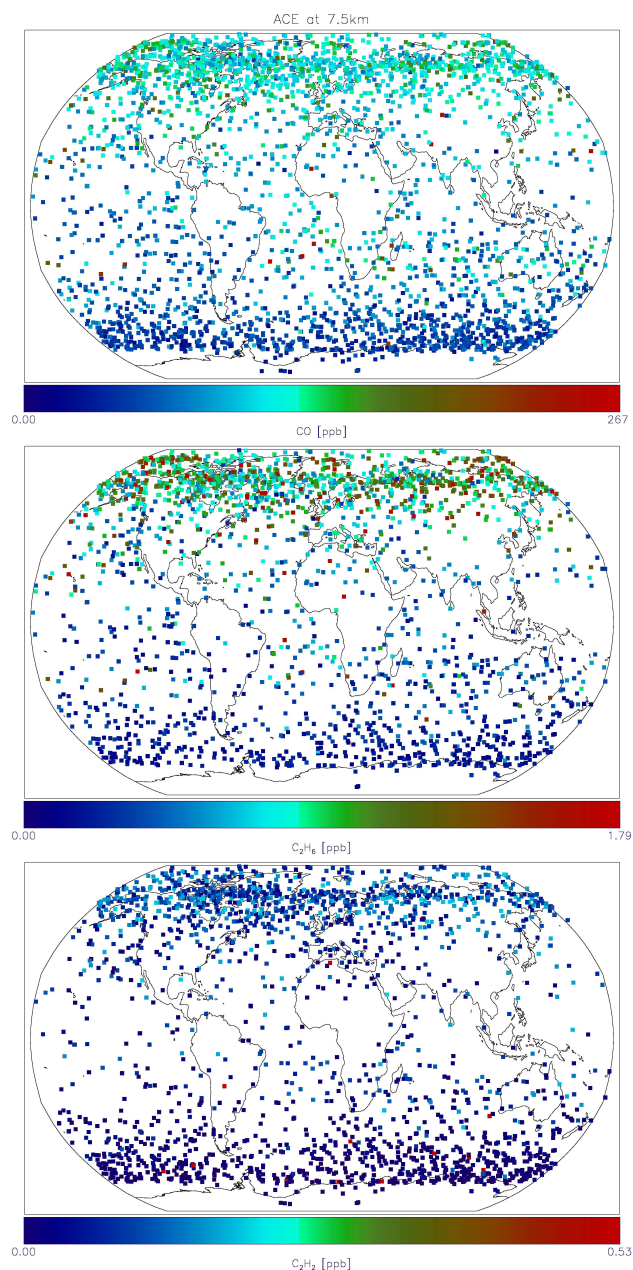 ACE at 7.5km
0.00 267
CO [ppb]
0.00 1.79
C₂H₆ [ppb]
0.00 0.53
C₂H₂ [ppb]